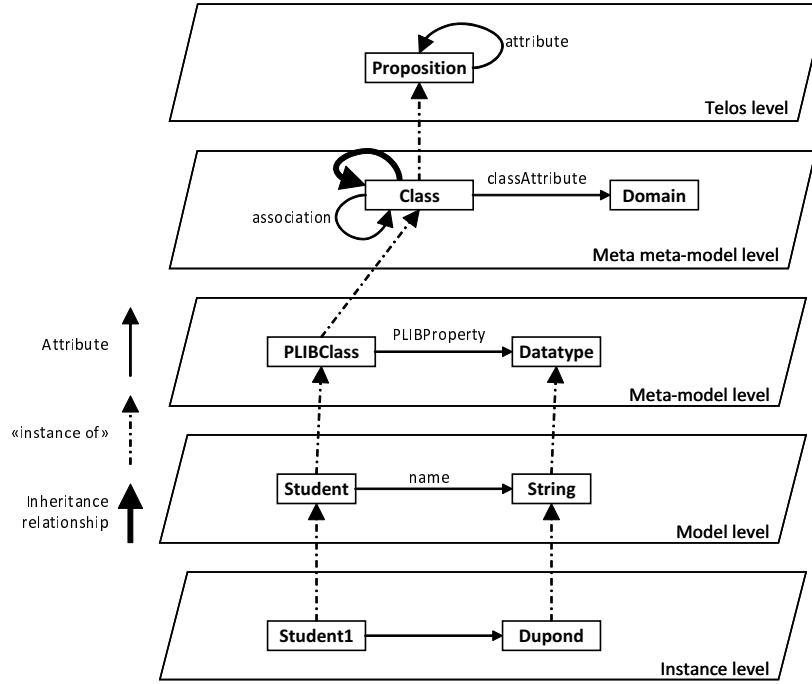 attribute
Proposition
Telos level
classAttribute
Class
Domain
association
Meta meta-model level
PLIBProperty
Attribute
PLIBClass
Datatype
Meta-model level
«instance of»
name
Student
String
Inheritance
relationship
Model level
Student1
Dupond
Instance level